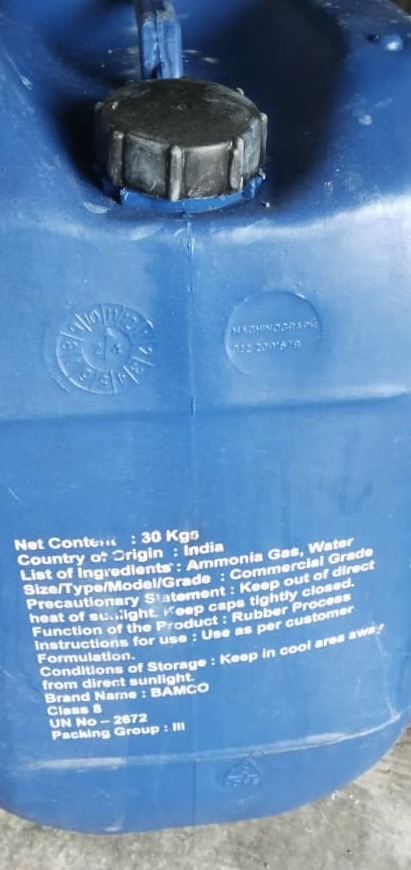 MACHINOGRAPH
Net Content : 30 Kgs
Country of Origin : India
List of Ingredients : Ammonia Gas, Water
Size/Type/Model/Grade : Commercial Grade
Precautionary Statement : Keep out of direct
heat of sunlight. Keep caps tightly closed.
Function of the Product : Rubber Process
Instructions for use : Use as per customer
Formulation.
Conditions of Storage : Keep in cool area away
from direct sunlight.
Brand Name : BAMCO
Class 8
UN No – 2672
Packing Group : III